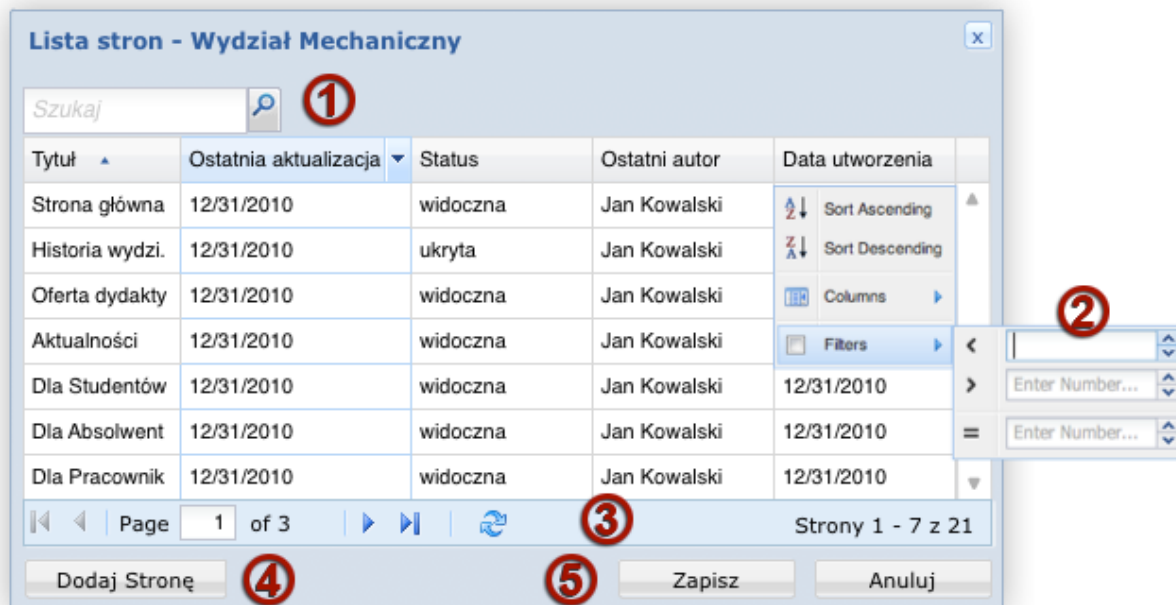 Lista stron - Wydział Mechaniczny x
Szukaj 1
Tytuł Ostatnia aktualizacja Status Ostatni autor Data utworzenia
Strona główna 12/31/2010 widoczna Jan Kowalski Sort Ascending
Historia wydzi. 12/31/2010 ukryta Jan Kowalski Sort Descending
Oferta dydakty 12/31/2010 widoczna Jan Kowalski Columns
2
Aktualności 12/31/2010 widoczna Jan Kowalski Filters <
Dla Studentów 12/31/2010 widoczna Jan Kowalski 12/31/2010 > Enter Number...
Dla Absolwent 12/31/2010 widoczna Jan Kowalski 12/31/2010 = Enter Number...
Dla Pracownik 12/31/2010 widoczna Jan Kowalski 12/31/2010
Page 1 of 3 3 Strony 1 - 7 z 21
Dodaj Stronę 4 5 Zapisz Anuluj